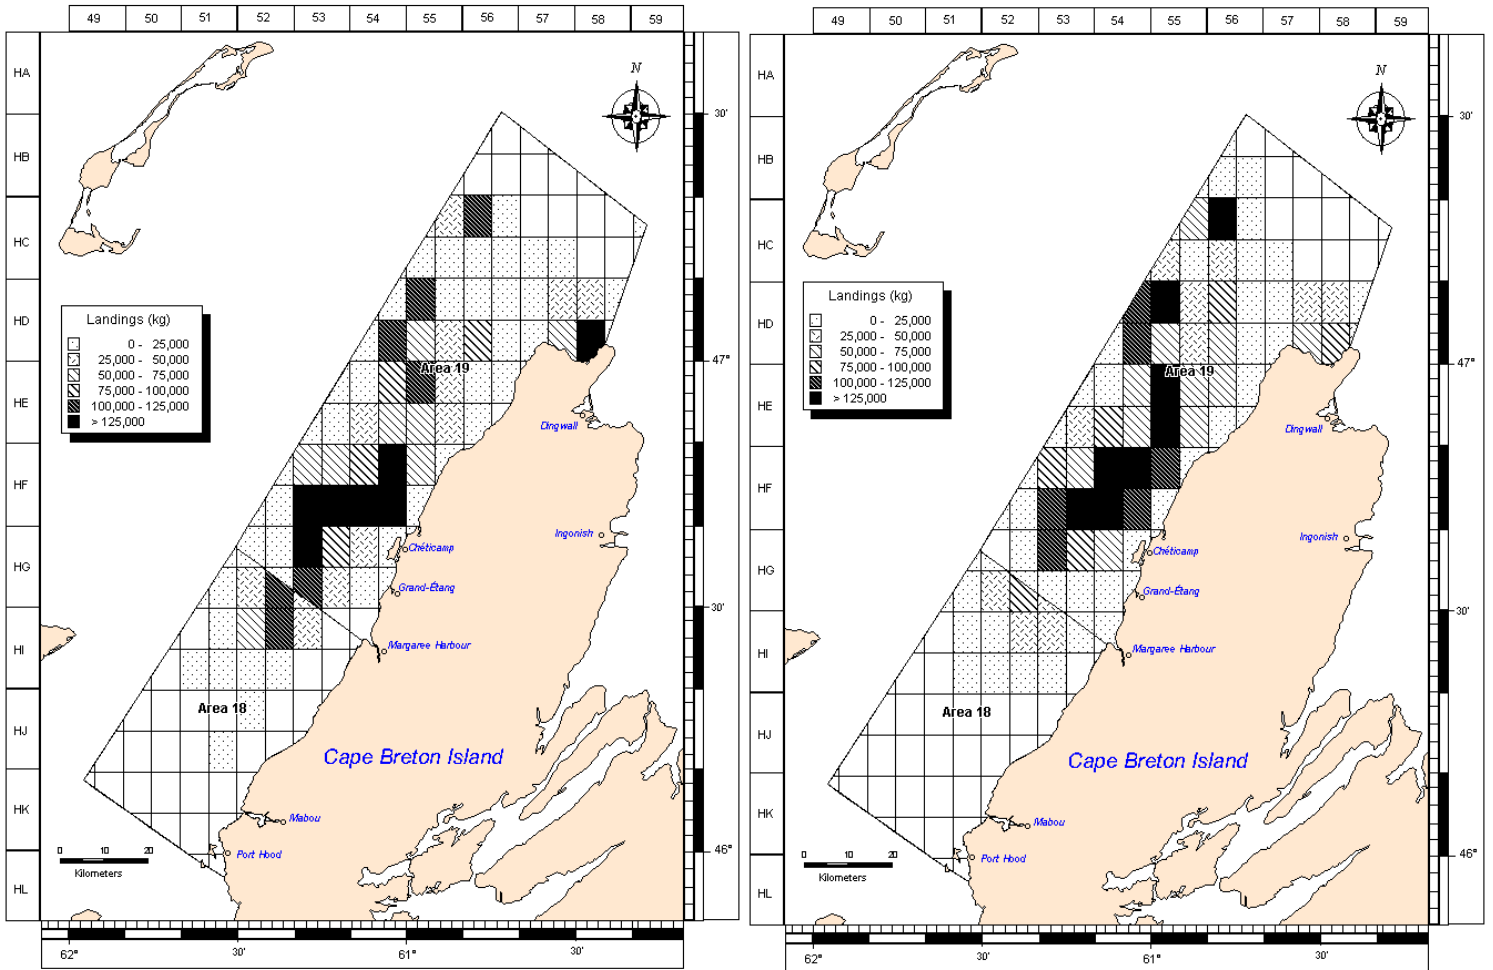 49 50 51 52 53 54 55 56 57 58 59
HA
HB
HC
HD
HE
HF
HG
HI
HJ
HK
HL
N
30'
47°
30'
46°
Landings (kg)
0 - 25,000
25,000 - 50,000
50,000 - 75,000
75,000 - 100,000
100,000 - 125,000
> 125,000
Area 19
Dingwall
Ingonish
Chéticamp
Grand-Étang
Margaree Harbour
Area 18
Cape Breton Island
Mabou
Port Hood
0 10 20
Kilometers
62° 30' 61° 30'
49 50 51 52 53 54 55 56 57 58 59
HA
HB
HC
HD
HE
HF
HG
HI
HJ
HK
HL
N
30'
47°
30'
46°
Landings (kg)
0 - 25,000
25,000 - 50,000
50,000 - 75,000
75,000 - 100,000
100,000 - 125,000
> 125,000
Area 19
Dingwall
Ingonish
Chéticamp
Grand-Étang
Margaree Harbour
Area 18
Cape Breton Island
Mabou
Port Hood
0 10 20
Kilometers
62° 30' 61° 30'